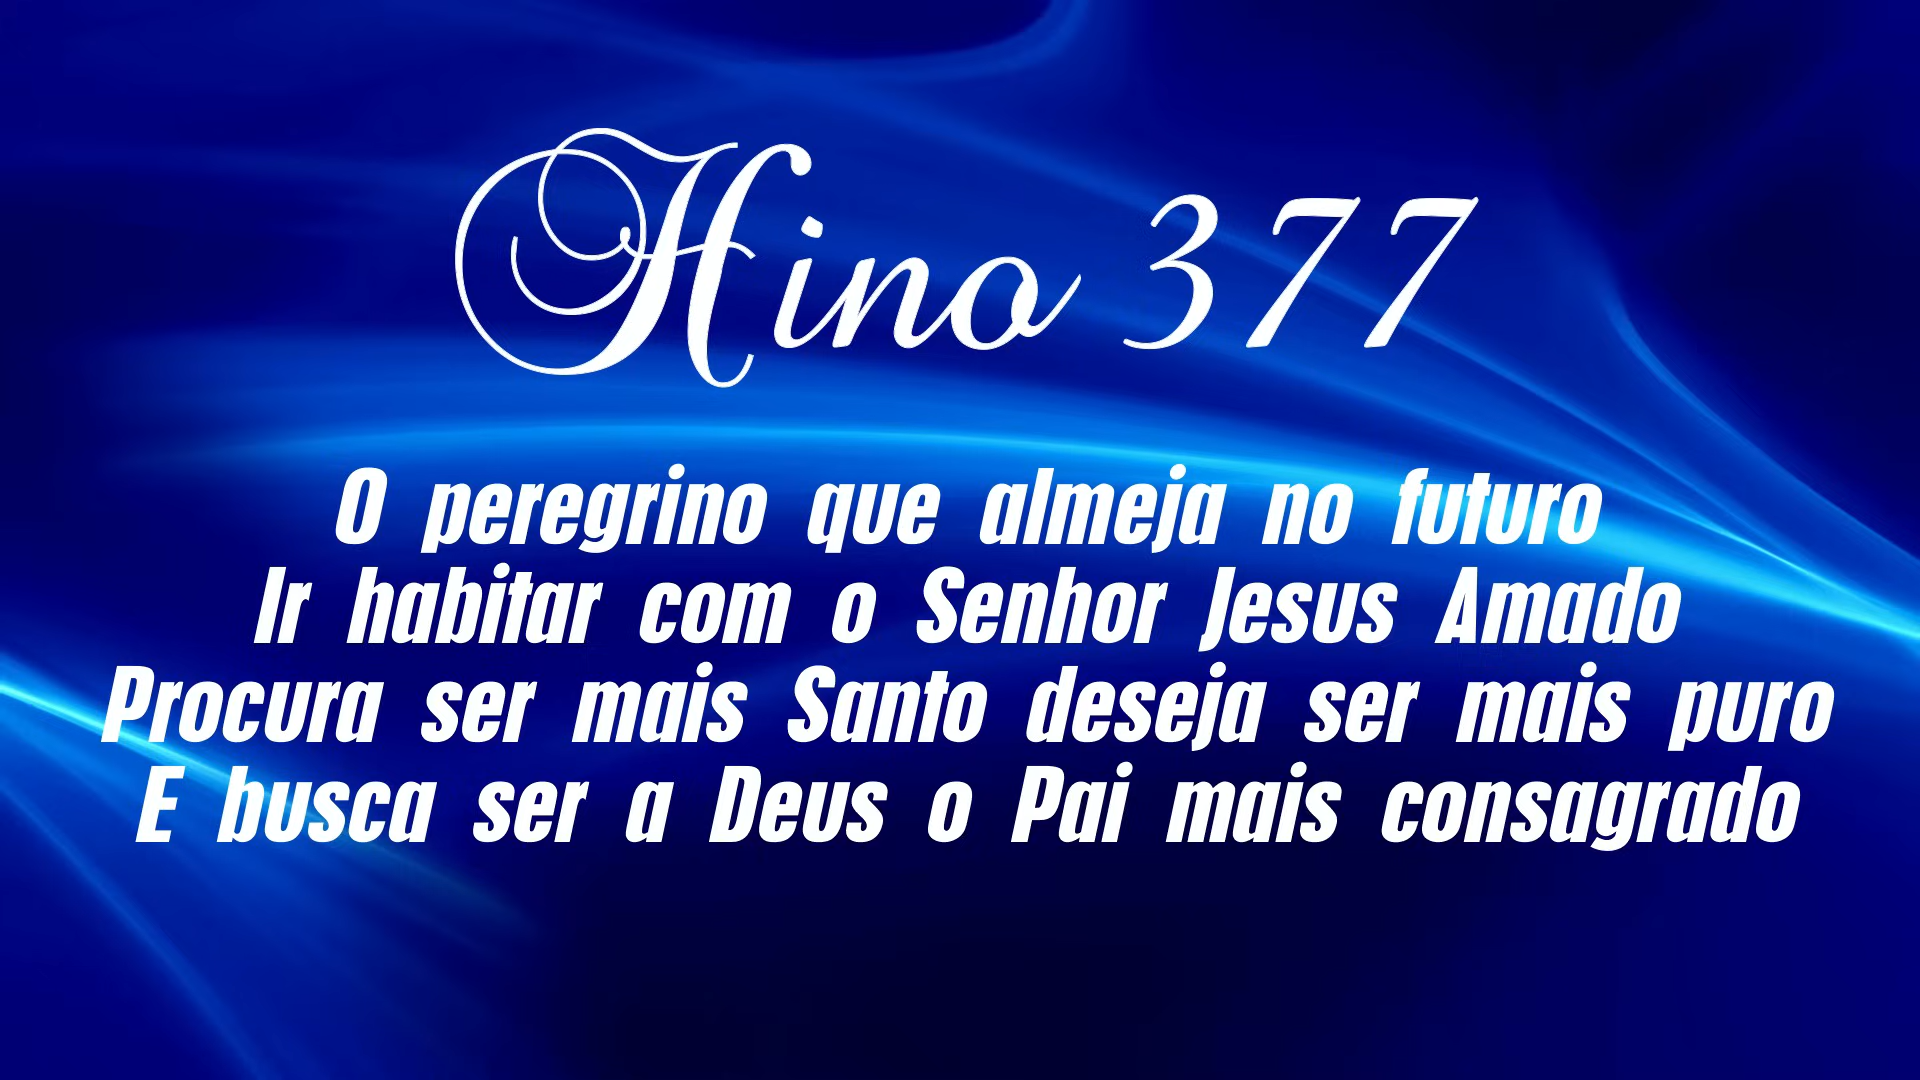 Hino 377
O peregrino que almeja no futuro
Ir habitar com o Senhor Jesus Amado
Procura ser mais Santo deseja ser mais puro
E busca ser a Deus o Pai mais consagrado